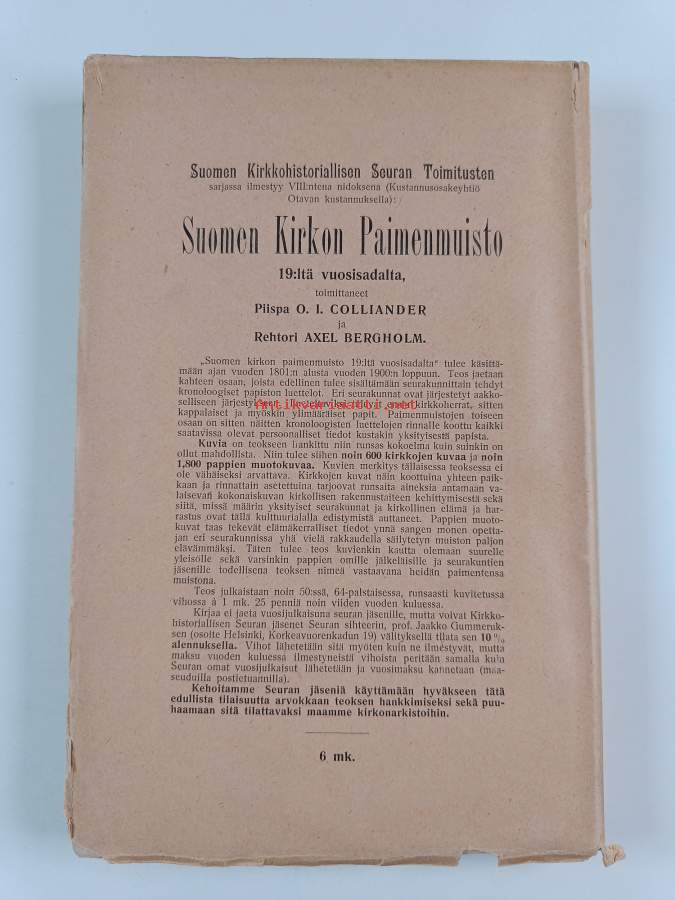 Suomen Kirkkohistoriallisen Seuran Toimitusten
sarjassa ilmestyy VIII:ntena nidoksena (Kustannusosakeyhtiö
Otavan kustannuksella):
Suomen Kirkon Paimenmuisto
19:ltä vuosisadalta,
toimittaneet
Piispa O. I. COLLIANDER
ja
Rehtori AXEL BERGHOLM.
„Suomen kirkon paimenmuisto 19:ltä vuosisadalta“ tulee käsittä-
mään ajan vuoden 1801:n alusta vuoden 1900:n loppuun. Teos jaetaan
kahteen osaan, joista edellinen tulee sisältämään seurakunnittain tehdyt
kronoloogiset papiston luettelot. Eri seurakunnat ovat järjestetyt aakko-
selliseen järjestykseen. ensin kirkkoherrat, sitten
antikvarisaatit.net
kappalaiset ja myöskin ylimääräiset papit. Paimenmuistojen toiseen
osaan on sitten näitten kronoloogisten luettelojen rinnalle koottu kaikki
saatavissa olevat persoonalliset tiedot kustakin yksityisestä papista.
Kuvia on teokseen hankittu niin runsas kokoelma kuin suinkin on
ollut mahdollista. Niin tulee siihen noin 600 kirkkojen kuvaa ja noin
1,800 pappien muotokuvaa. Kuvien merkitys tällaisessa teoksessa ei
ole vähäiseksi arvattava. Kirkkojen kuvat näin koottuina yhteen paik-
kaan ja rinnattain asetettuina tarjoovat runsaita aineksia antamaan va-
laisevan kokonaiskuvan kirkollisen rakennustaiteen kehittymisestä sekä
siitä, missä määrin yksityiset seurakunnat ja kirkollinen elämä ja har-
rastus ovat tällä kulttuurialalla edistymistä auttaneet. Pappien muoto-
kuvat taas tekevät elämäkerralliset tiedot ynnä sangen monen opetta-
jan eri seurakunnissa yhä vielä rakkaudella säilytetyn muiston paljon
elävämmäksi. Täten tulee teos kuvienkin kautta olemaan suurelle
yleisölle sekä varsinkin pappien omille jälkeläisille ja seurakuntien
jäsenille todellisena teoksen nimeä vastaavana heidän paimentensa
muistona.
Teos julkaistaan noin 50:ssä, 64-palstaisessa, runsaasti kuvitetussa
vihossa à 1 mk. 25 penniä noin viiden vuoden kuluessa.
Kirjaa ei jaeta vuosijulkaisuna seuran jäsenille, mutta voivat Kirkko-
historiallisen Seuran jäsenet Seuran sihteerin, prof. Jaakko Gummeruk-
sen (osoite Helsinki, Korkeavuorenkadun 19) välityksellä tilata sen 10 %
alennuksella. Vihot lähetetään sitä myöten kuin ne ilmestyvät, mutta
maksu vuoden kuluessa ilmestyneistä vihoista peritään samalla kuin
Seuran omat vuosijulkaisut lähetetään ja vuosimaksu kannetaan (maa-
seuduilla postietuannilla).
Kehoitamme Seuran jäseniä käyttämään hyväkseen tätä
edullista tilaisuutta arvokkaan teoksen hankkimiseksi sekä puu-
haamaan sitä tilattavaksi maamme kirkonarkistoihin.
6 mk.